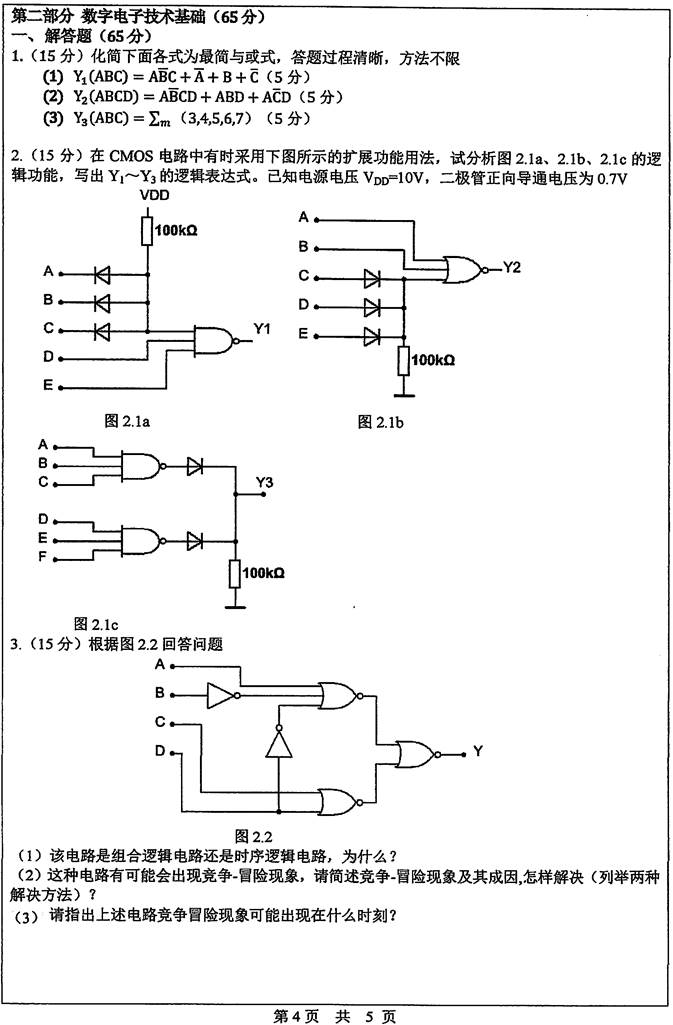 第二部分 数字电子技术基础（65分）
一、 解答题（65分）
1.（15分）化简下面各式为最简与或式，答题过程清晰，方法不限
(1) Y₁(ABC) = AB̅C + A̅ + B + C̅（5分）
(2) Y₂(ABCD) = AB̅CD + ABD + AC̅D（5分）
(3) Y₃(ABC) = ∑ₘ（3,4,5,6,7）（5分）
2.（15 分）在 CMOS 电路中有时采用下图所示的扩展功能用法，试分析图 2.1a、2.1b、2.1c 的逻
辑功能，写出 Y₁～Y₃ 的逻辑表达式。已知电源电压 V_DD=10V，二极管正向导通电压为 0.7V
VDD
100kΩ
A
B
C
D
E
Y1
图 2.1a
A
B
C
D
E
Y2
100kΩ
图 2.1b
A
B
C
D
E
F
Y3
100kΩ
图 2.1c
3.（15 分）根据图 2.2 回答问题
A
B
C
D
Y
图 2.2
（1）该电路是组合逻辑电路还是时序逻辑电路，为什么？
（2）这种电路有可能会出现竞争-冒险现象，请简述竞争-冒险现象及其成因,怎样解决（列举两种
解决方法）？
（3） 请指出上述电路竞争冒险现象可能出现在什么时刻？
第 4 页 共 5 页